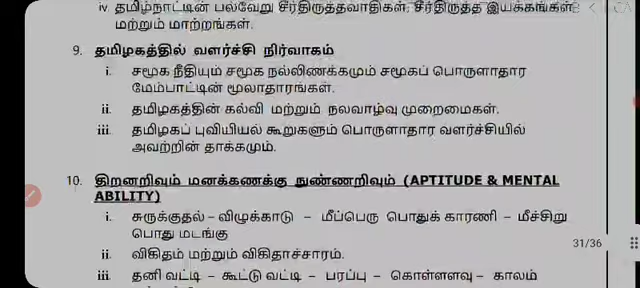 iv தமிழ்நாட்டின் பல்வேறு சீர்திருத்தவாதிகள், சீர்திருத்த இயக்கங்கள்
மற்றும் மாற்றங்கள்.
9. தமிழகத்தில் வளர்ச்சி நிர்வாகம்
i. சமூக நீதியும் சமூக நல்லிணக்கமும் சமூகப் பொருளாதார
மேம்பாட்டின் மூலாதாரங்கள்.
ii. தமிழகத்தின் கல்வி மற்றும் நலவாழ்வு முறைமைகள்.
iii. தமிழகப் புவியியல் கூறுகளும் பொருளாதார வளர்ச்சியில்
அவற்றின் தாக்கமும்.
10. திறனறிவும் மனக்கணக்கு நுண்ணறிவும் (APTITUDE & MENTAL
ABILITY)
i. சுருக்குதல் – விழுக்காடு – மீப்பெரு பொதுக் காரணி – மீச்சிறு
பொது மடங்கு
31/36
ii. விகிதம் மற்றும் விகிதாச்சாரம்.
iii. தனி வட்டி – கூட்டு வட்டி – பரப்பு – கொள்ளளவு – காலம்